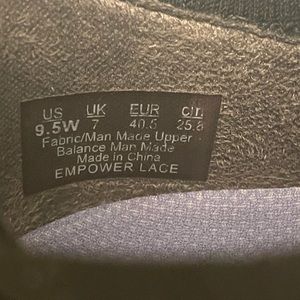 US UK EUR cm
9.5W 7 40.5 25.8
Fabric/Man Made Upper
Balance Man Made
Made in China
EMPOWER LACE